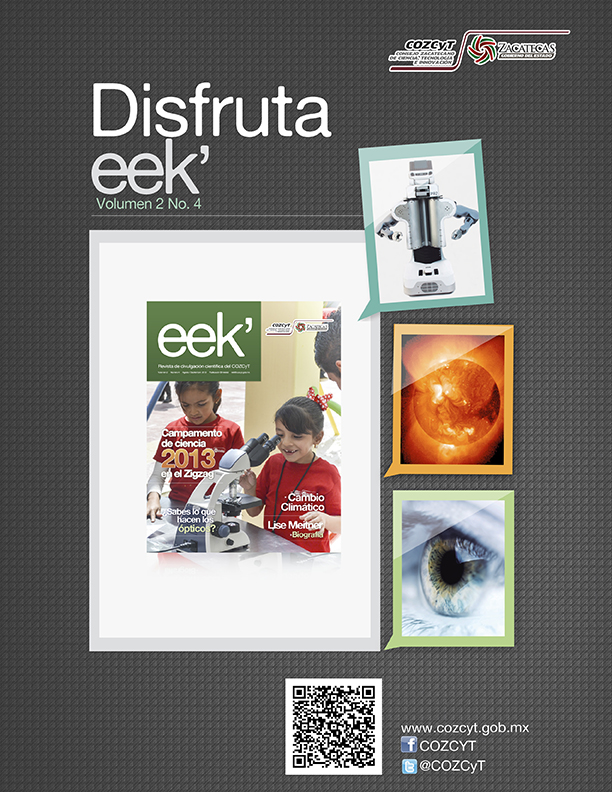 COZCyT
CONSEJO ZACATECANO
DE CIENCIA, TECNOLOGÍA
E INNOVACIÓN
ZACATECAS
GOBIERNO DEL ESTADO
Disfruta
eek’
Volumen 2 No. 4
eek’
COZCyT
ZACATECAS
Revista de divulgación científica del COZCyT
Campamento
de ciencia
2013
en el Zigzag
¿Sabes lo que
hacen los
ópticos?
·Cambio
Climático
Lise Meitner
·Biografía
www.cozcyt.gob.mx
COZCYT
@COZCyT